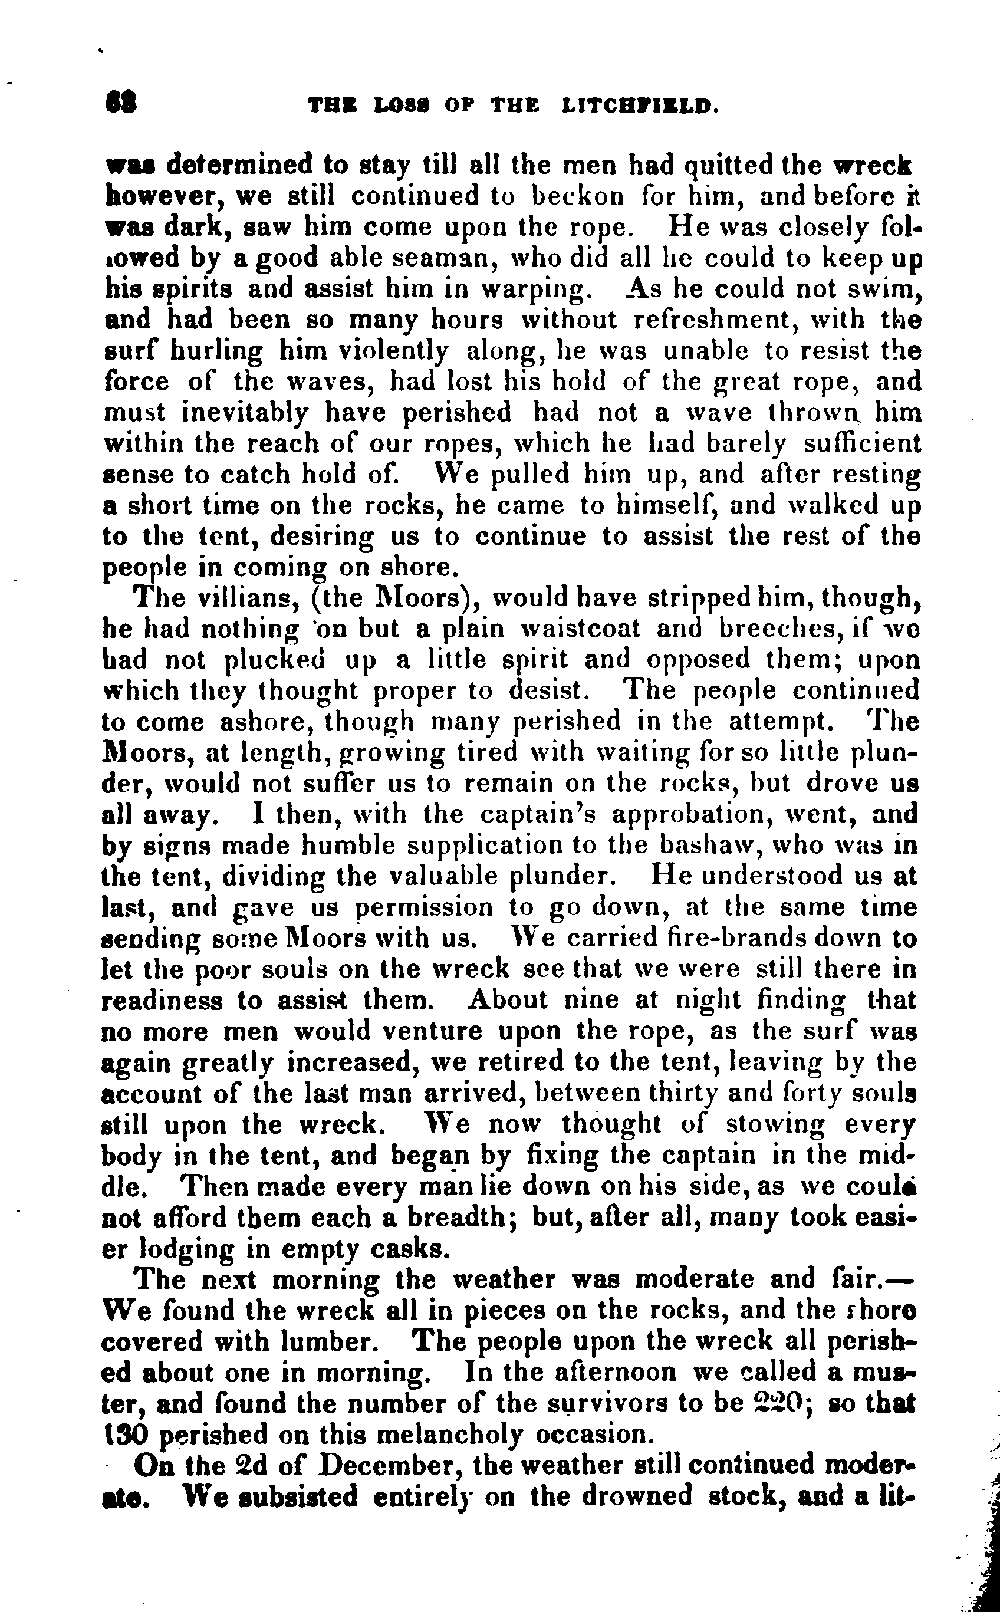 68 THE LOSS OF THE LITCHFIELD.
was determined to stay till all the men had quitted the wreck
however, we still continued to beckon for him, and before it
was dark, saw him come upon the rope. He was closely fol-
lowed by a good able seaman, who did all he could to keep up
his spirits and assist him in warping. As he could not swim,
and had been so many hours without refreshment, with the
surf hurling him violently along, he was unable to resist the
force of the waves, had lost his hold of the great rope, and
must inevitably have perished had not a wave thrown him
within the reach of our ropes, which he had barely sufficient
sense to catch hold of. We pulled him up, and after resting
a short time on the rocks, he came to himself, and walked up
to the tent, desiring us to continue to assist the rest of the
people in coming on shore.
The villians, (the Moors), would have stripped him, though,
he had nothing on but a plain waistcoat and breeches, if we
had not plucked up a little spirit and opposed them; upon
which they thought proper to desist. The people continued
to come ashore, though many perished in the attempt. The
Moors, at length, growing tired with waiting for so little plun-
der, would not suffer us to remain on the rocks, but drove us
all away. I then, with the captain's approbation, went, and
by signs made humble supplication to the bashaw, who was in
the tent, dividing the valuable plunder. He understood us at
last, and gave us permission to go down, at the same time
sending some Moors with us. We carried fire-brands down to
let the poor souls on the wreck see that we were still there in
readiness to assist them. About nine at night finding that
no more men would venture upon the rope, as the surf was
again greatly increased, we retired to the tent, leaving by the
account of the last man arrived, between thirty and forty souls
still upon the wreck. We now thought of stowing every
body in the tent, and began by fixing the captain in the mid-
dle. Then made every man lie down on his side, as we could
not afford them each a breadth; but, after all, many took easi-
er lodging in empty casks.
The next morning the weather was moderate and fair.—
We found the wreck all in pieces on the rocks, and the shore
covered with lumber. The people upon the wreck all perish-
ed about one in morning. In the afternoon we called a mus-
ter, and found the number of the survivors to be 220; so that
130 perished on this melancholy occasion.
On the 2d of December, the weather still continued moder-
ate. We subsisted entirely on the drowned stock, and a lit-